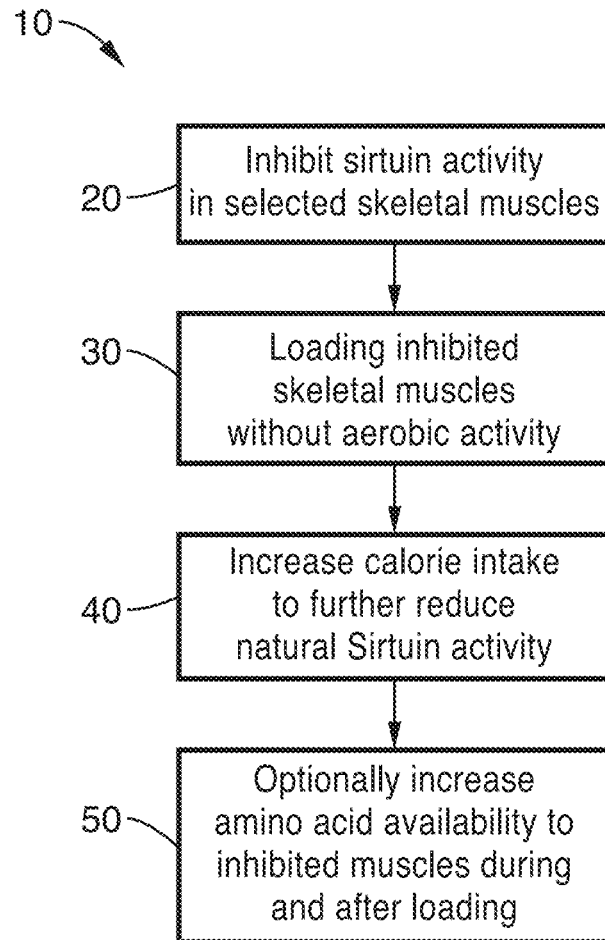 10
20
Inhibit sirtuin activity
in selected skeletal muscles
30
Loading inhibited
skeletal muscles
without aerobic activity
40
Increase calorie intake
to further reduce
natural Sirtuin activity
50
Optionally increase
amino acid availability to
inhibited muscles during
and after loading